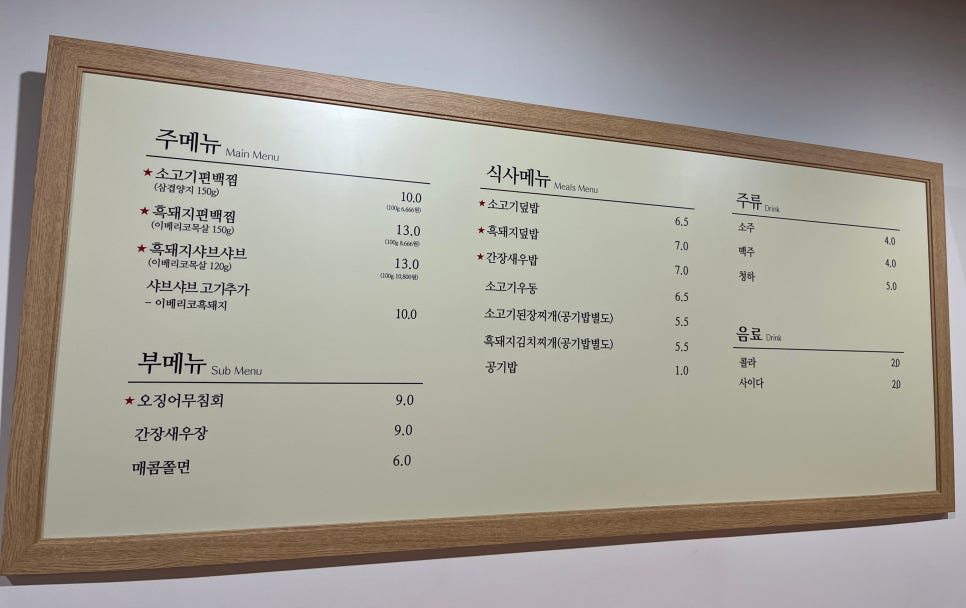 주메뉴 Main Menu
★소고기편백찜 10.0
(삼겹양지 150g) (100g 6,666원)
★흑돼지편백찜 13.0
(이베리코목살 150g) (100g 8,666원)
★흑돼지샤브샤브 13.0
(이베리코목살 120g) (100g 10,800원)
샤브샤브 고기추가
– 이베리코흑돼지 10.0
부메뉴 Sub Menu
★오징어무침회 9.0
간장새우장 9.0
매콤쫄면 6.0
식사메뉴 Meals Menu
★소고기덮밥 6.5
★흑돼지덮밥 7.0
★간장새우밥 7.0
소고기우동 6.5
소고기된장찌개(공기밥별도) 5.5
흑돼지김치찌개(공기밥별도) 5.5
공기밥 1.0
주류 Drink
소주 4.0
맥주 4.0
청하 5.0
음료 Drink
콜라 2.0
사이다 2.0